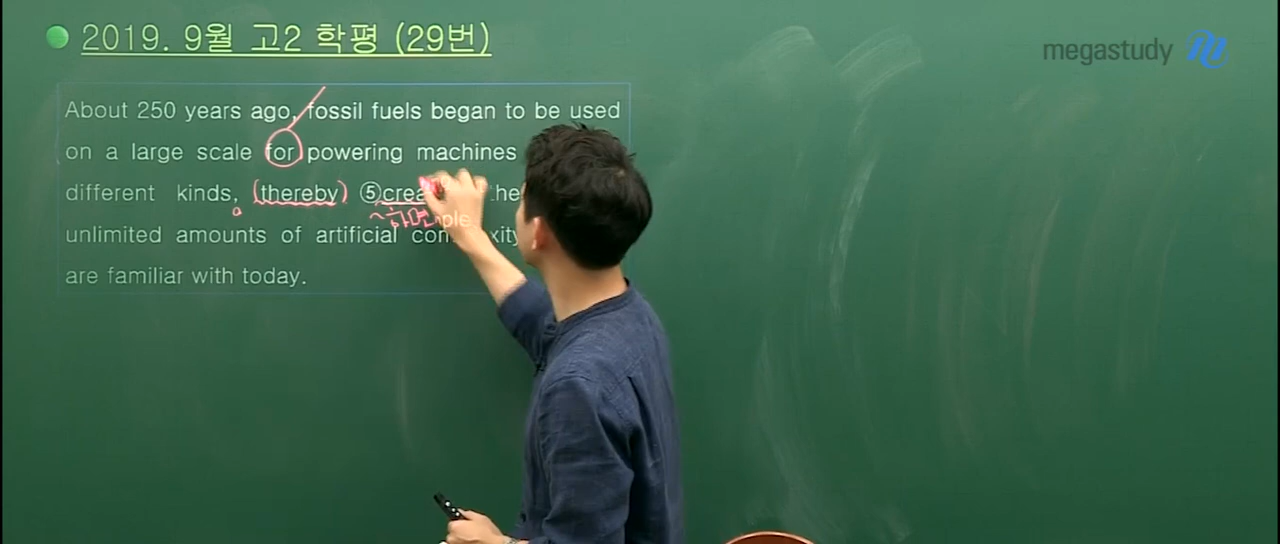 2019. 9월 고2 학평 (29번)
megastudy
About 250 years ago, fossil fuels began to be used
on a large scale for powering machines
different kinds, (thereby) ⑤
~하면
unlimited amounts of artificial
are familiar with today.